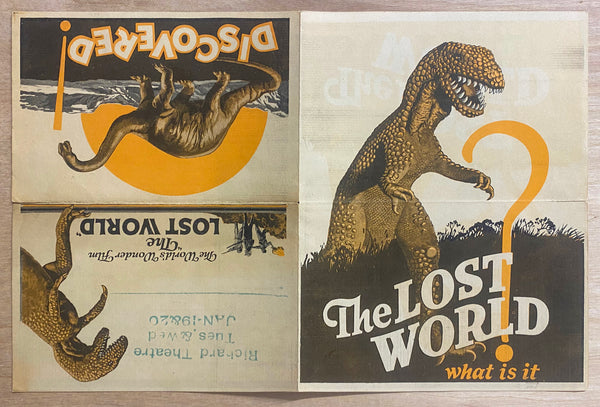 DISCOVERED!
The World's Wonder Film
"The
LOST WORLD"
Richard Theatre
Tues, & Wed
JAN-19&20
The LOST
WORLD?
what is it